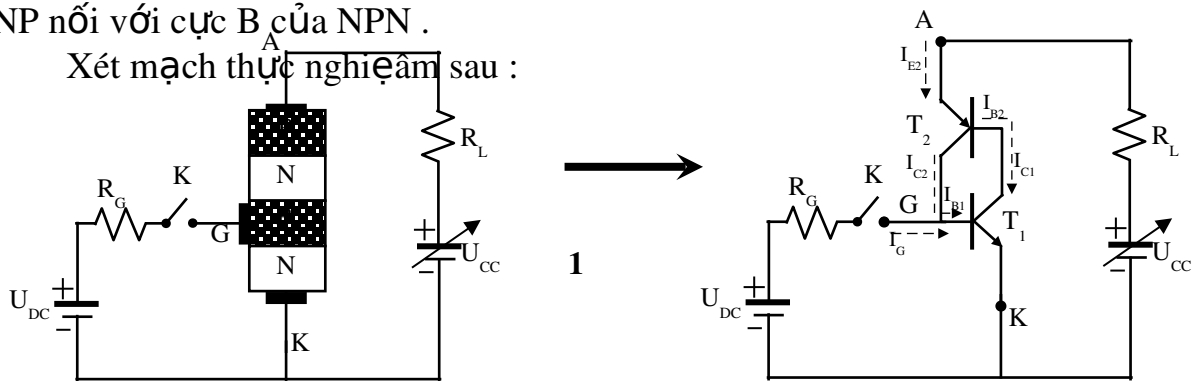 NP nối với cực B của NPN .
Xét mạch thực nghieâm sau :
A
N
N
G
K
R_G
K
U_DC
+
-
R_L
+
-
U_CC
1
A
I_E2
T_2
I_B2
I_C2
I_C1
R_G
K
G
I_B1
I_G
T_1
K
U_DC
+
-
R_L
+
-
U_CC